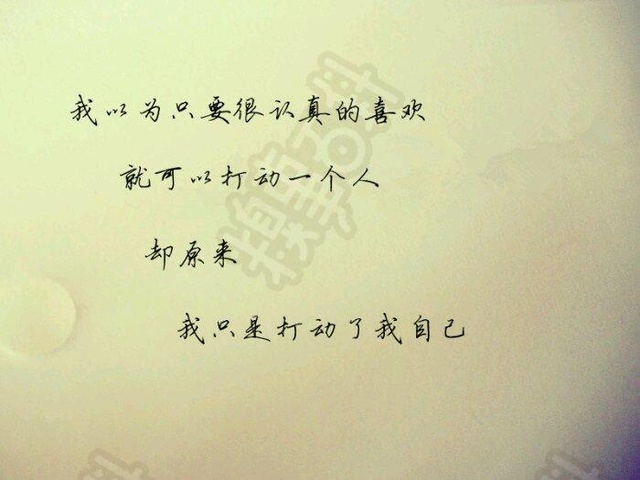 我以为只要很认真的喜欢
就可以打动一个人
却原来
我只是打动了我自己